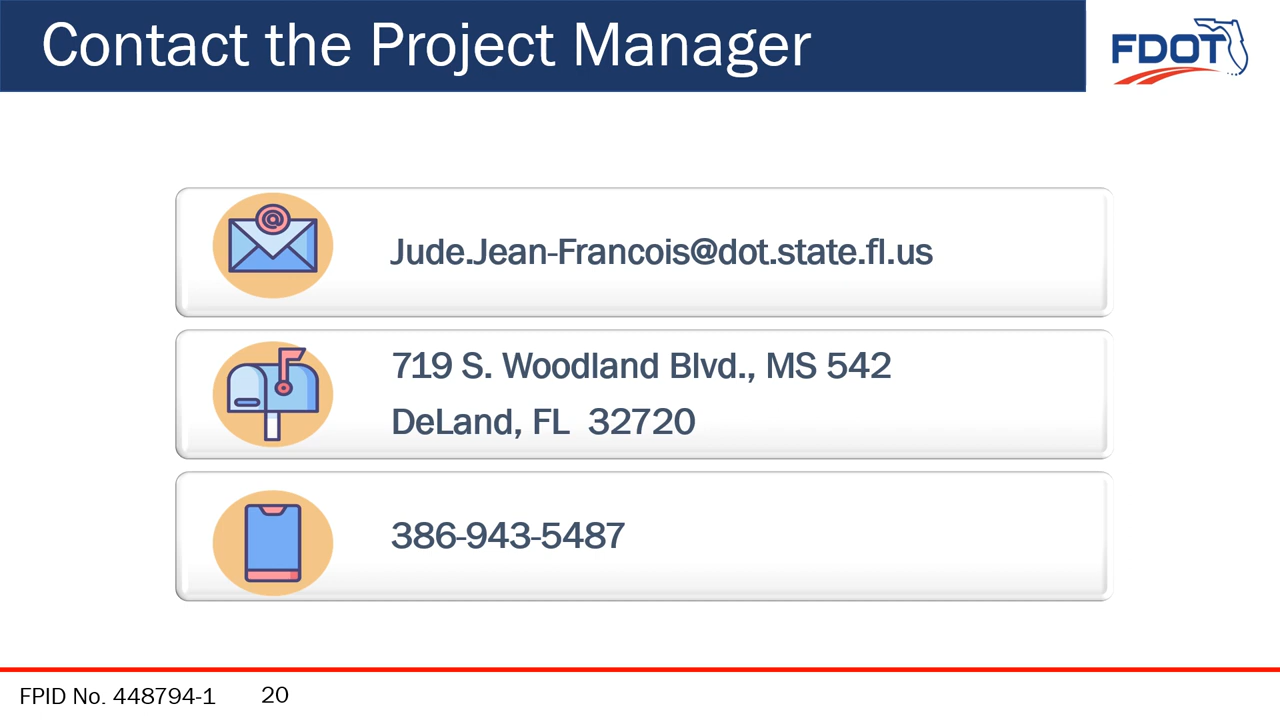 Contact the Project Manager
FDOT
Jude.Jean-Francois@dot.state.fl.us
719 S. Woodland Blvd., MS 542
DeLand, FL  32720
386-943-5487
FPID No. 448794-1
20